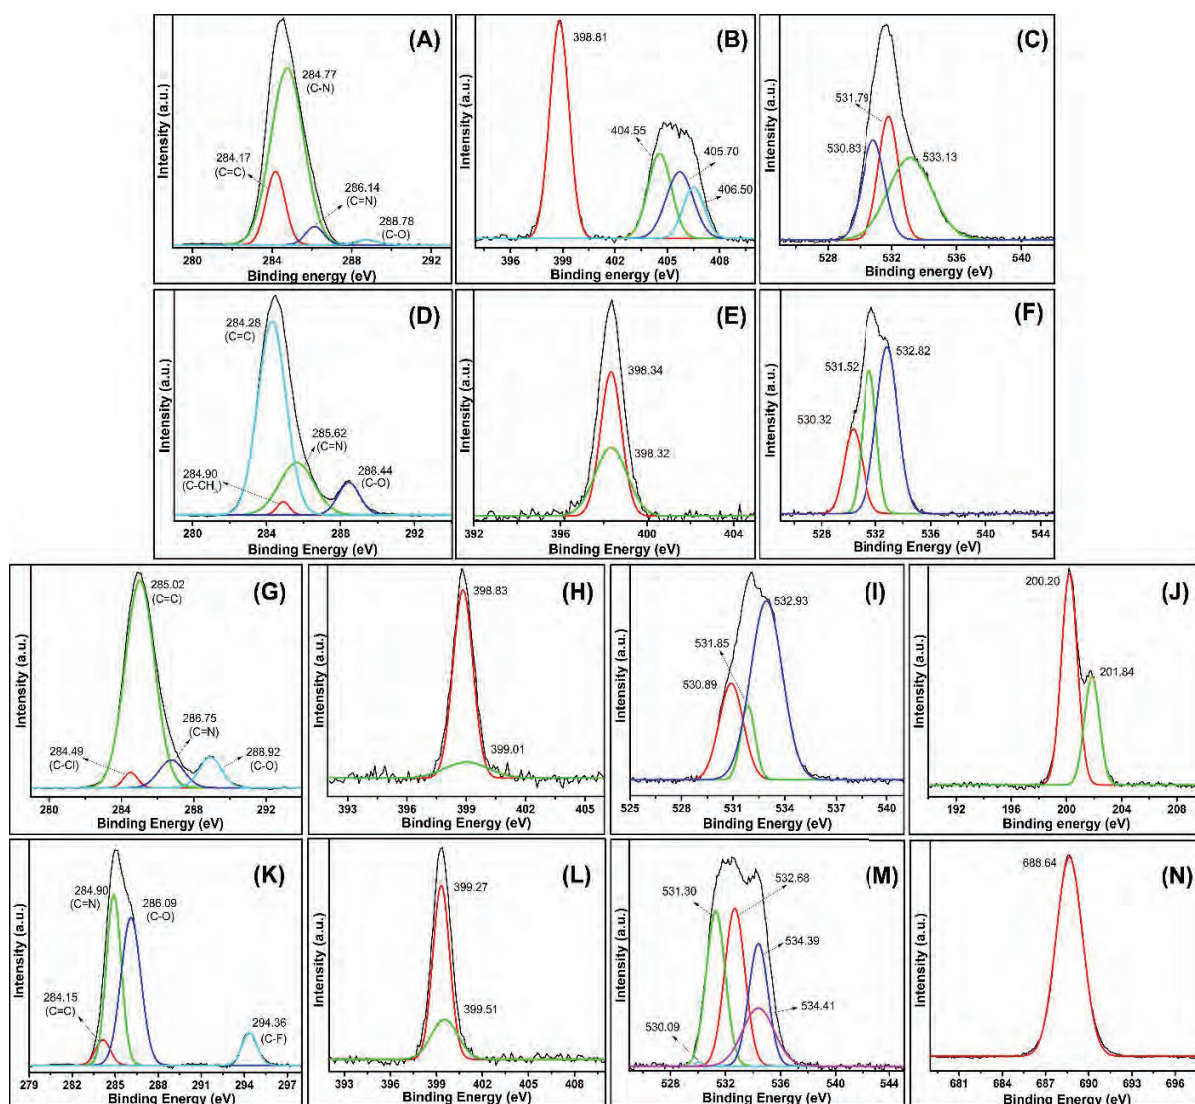 (A)
284.77
(C-N)
284.17
(C=C)
286.14
(C=N)
288.78
(C-O)
Intensity (a.u.)
280 284 288 292
Binding energy (eV)
(B)
398.81
404.55
405.70
406.50
Intensity (a.u.)
396 399 402 405 408
Binding energy (eV)
(C)
531.79
530.83
533.13
Intensity (a.u.)
528 532 536 540
Binding energy (eV)
(D)
284.28
(C=C)
285.62
(C=N)
284.90
(C-CH3)
288.44
(C-O)
Intensity (a.u.)
280 284 288 292
Binding Energy (eV)
(E)
398.34
398.32
Intensity (a.u.)
392 396 400 404
Binding Energy (eV)
(F)
532.82
531.52
530.32
Intensity (a.u.)
528 532 536 540 544
Binding Energy (eV)
(G)
285.02
(C=C)
286.75
(C=N)
284.49
(C-Cl)
288.92
(C-O)
Intensity (a.u.)
280 284 288 292
Binding Energy (eV)
(H)
398.83
399.01
Intensity (a.u.)
393 396 399 402 405
Binding Energy (eV)
(I)
532.93
531.85
530.89
Intensity (a.u.)
525 528 531 534 537 540
Binding Energy (eV)
(J)
200.20
201.84
Intensity (a.u.)
192 196 200 204 208
Binding energy (eV)
(K)
284.90
(C=N)
286.09
(C-O)
284.15
(C=C)
294.36
(C-F)
Intensity (a.u.)
279 282 285 288 291 294 297
Binding Energy (eV)
(L)
399.27
399.51
Intensity (a.u.)
393 396 399 402 405 408
Binding Energy (eV)
(M)
531.30
532.68
534.39
534.41
530.09
Intensity (a.u.)
528 532 536 540 544
Binding Energy (eV)
(N)
688.64
Intensity (a.u.)
681 684 687 690 693 696
Binding Energy (eV)